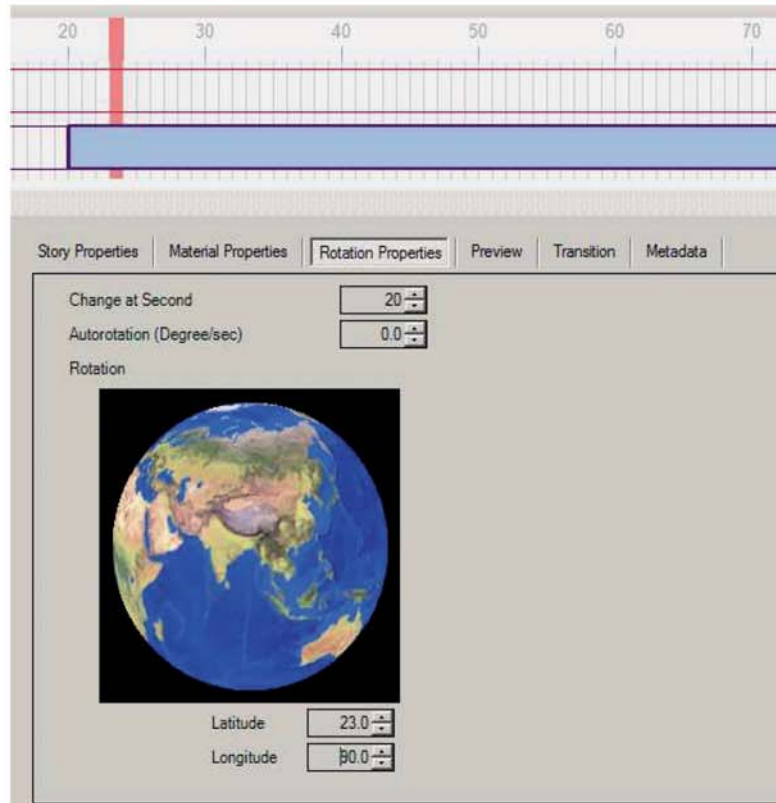 20 30 40 50 60 70
Story Properties Material Properties Rotation Properties Preview Transition Metadata
Change at Second 20
Autorotation (Degree/sec) 0.0
Rotation
Latitude 23.0
Longitude 90.0